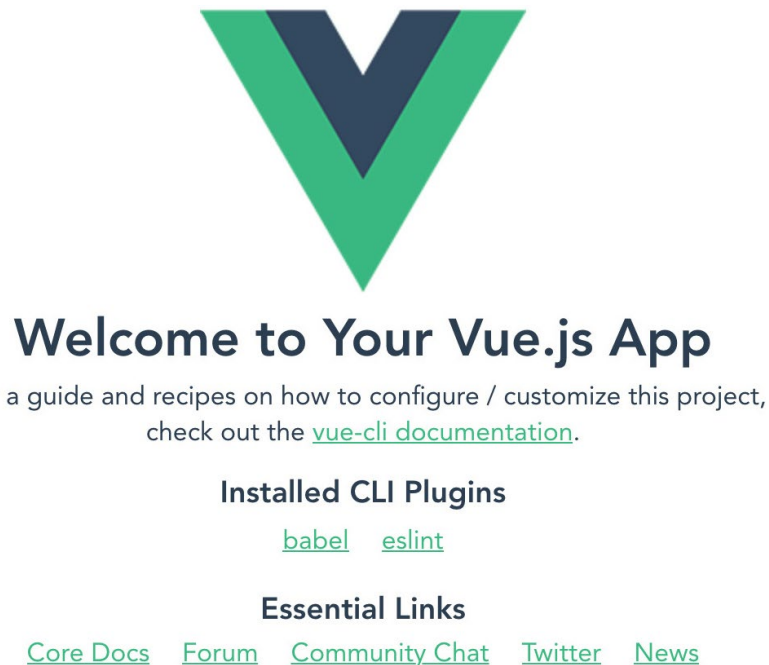 Welcome to Your Vue.js App
a guide and recipes on how to configure / customize this project,
check out the vue-cli documentation.
Installed CLI Plugins
babel eslint
Essential Links
Core Docs Forum Community Chat Twitter News